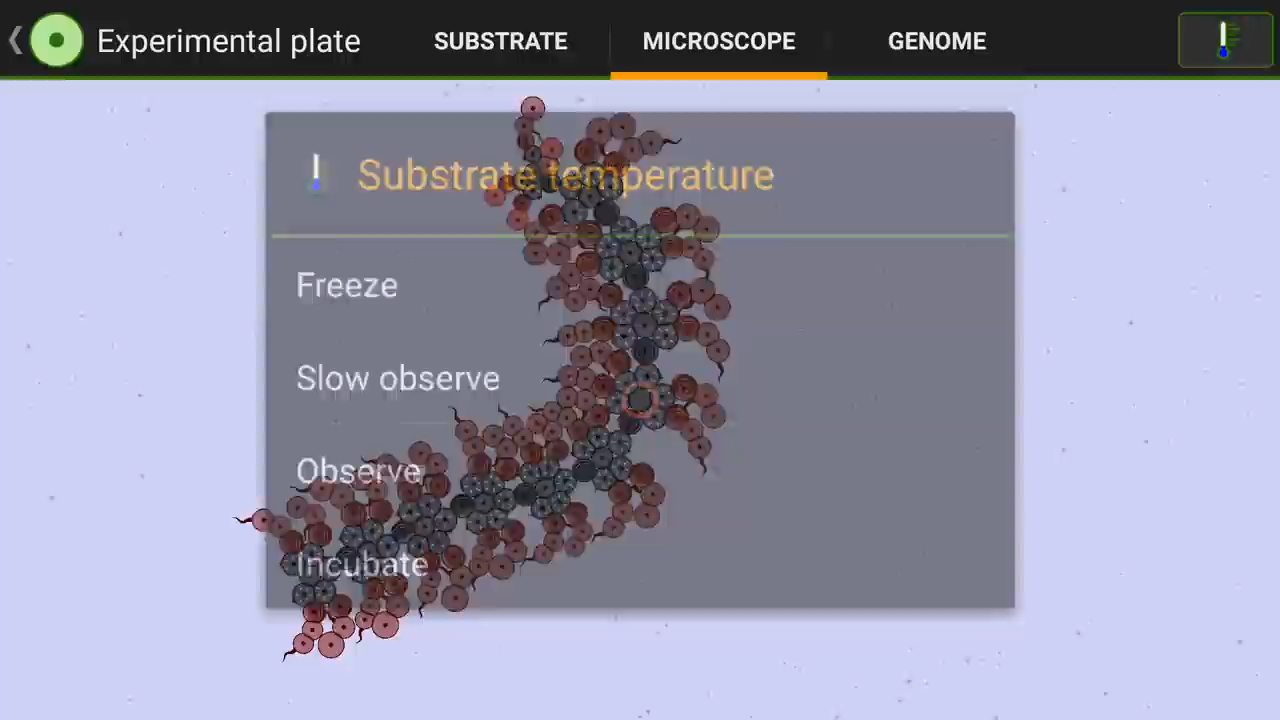 Experimental plate
SUBSTRATE
MICROSCOPE
GENOME
Substrate temperature
Freeze
Slow observe
Observe
Incubate